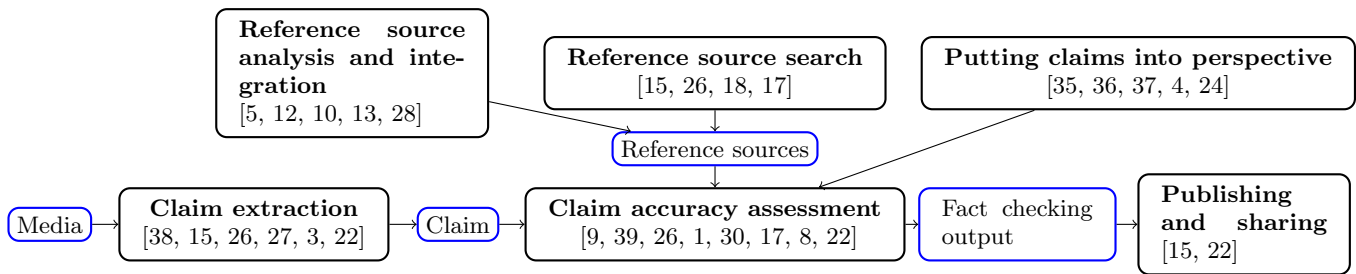 Reference source
analysis and inte-
gration
[5, 12, 10, 13, 28]
Reference source search
[15, 26, 18, 17]
Putting claims into perspective
[35, 36, 37, 4, 24]
Reference sources
Media
Claim extraction
[38, 15, 26, 27, 3, 22]
Claim
Claim accuracy assessment
[9, 39, 26, 1, 30, 17, 8, 22]
Fact checking
output
Publishing
and sharing
[15, 22]